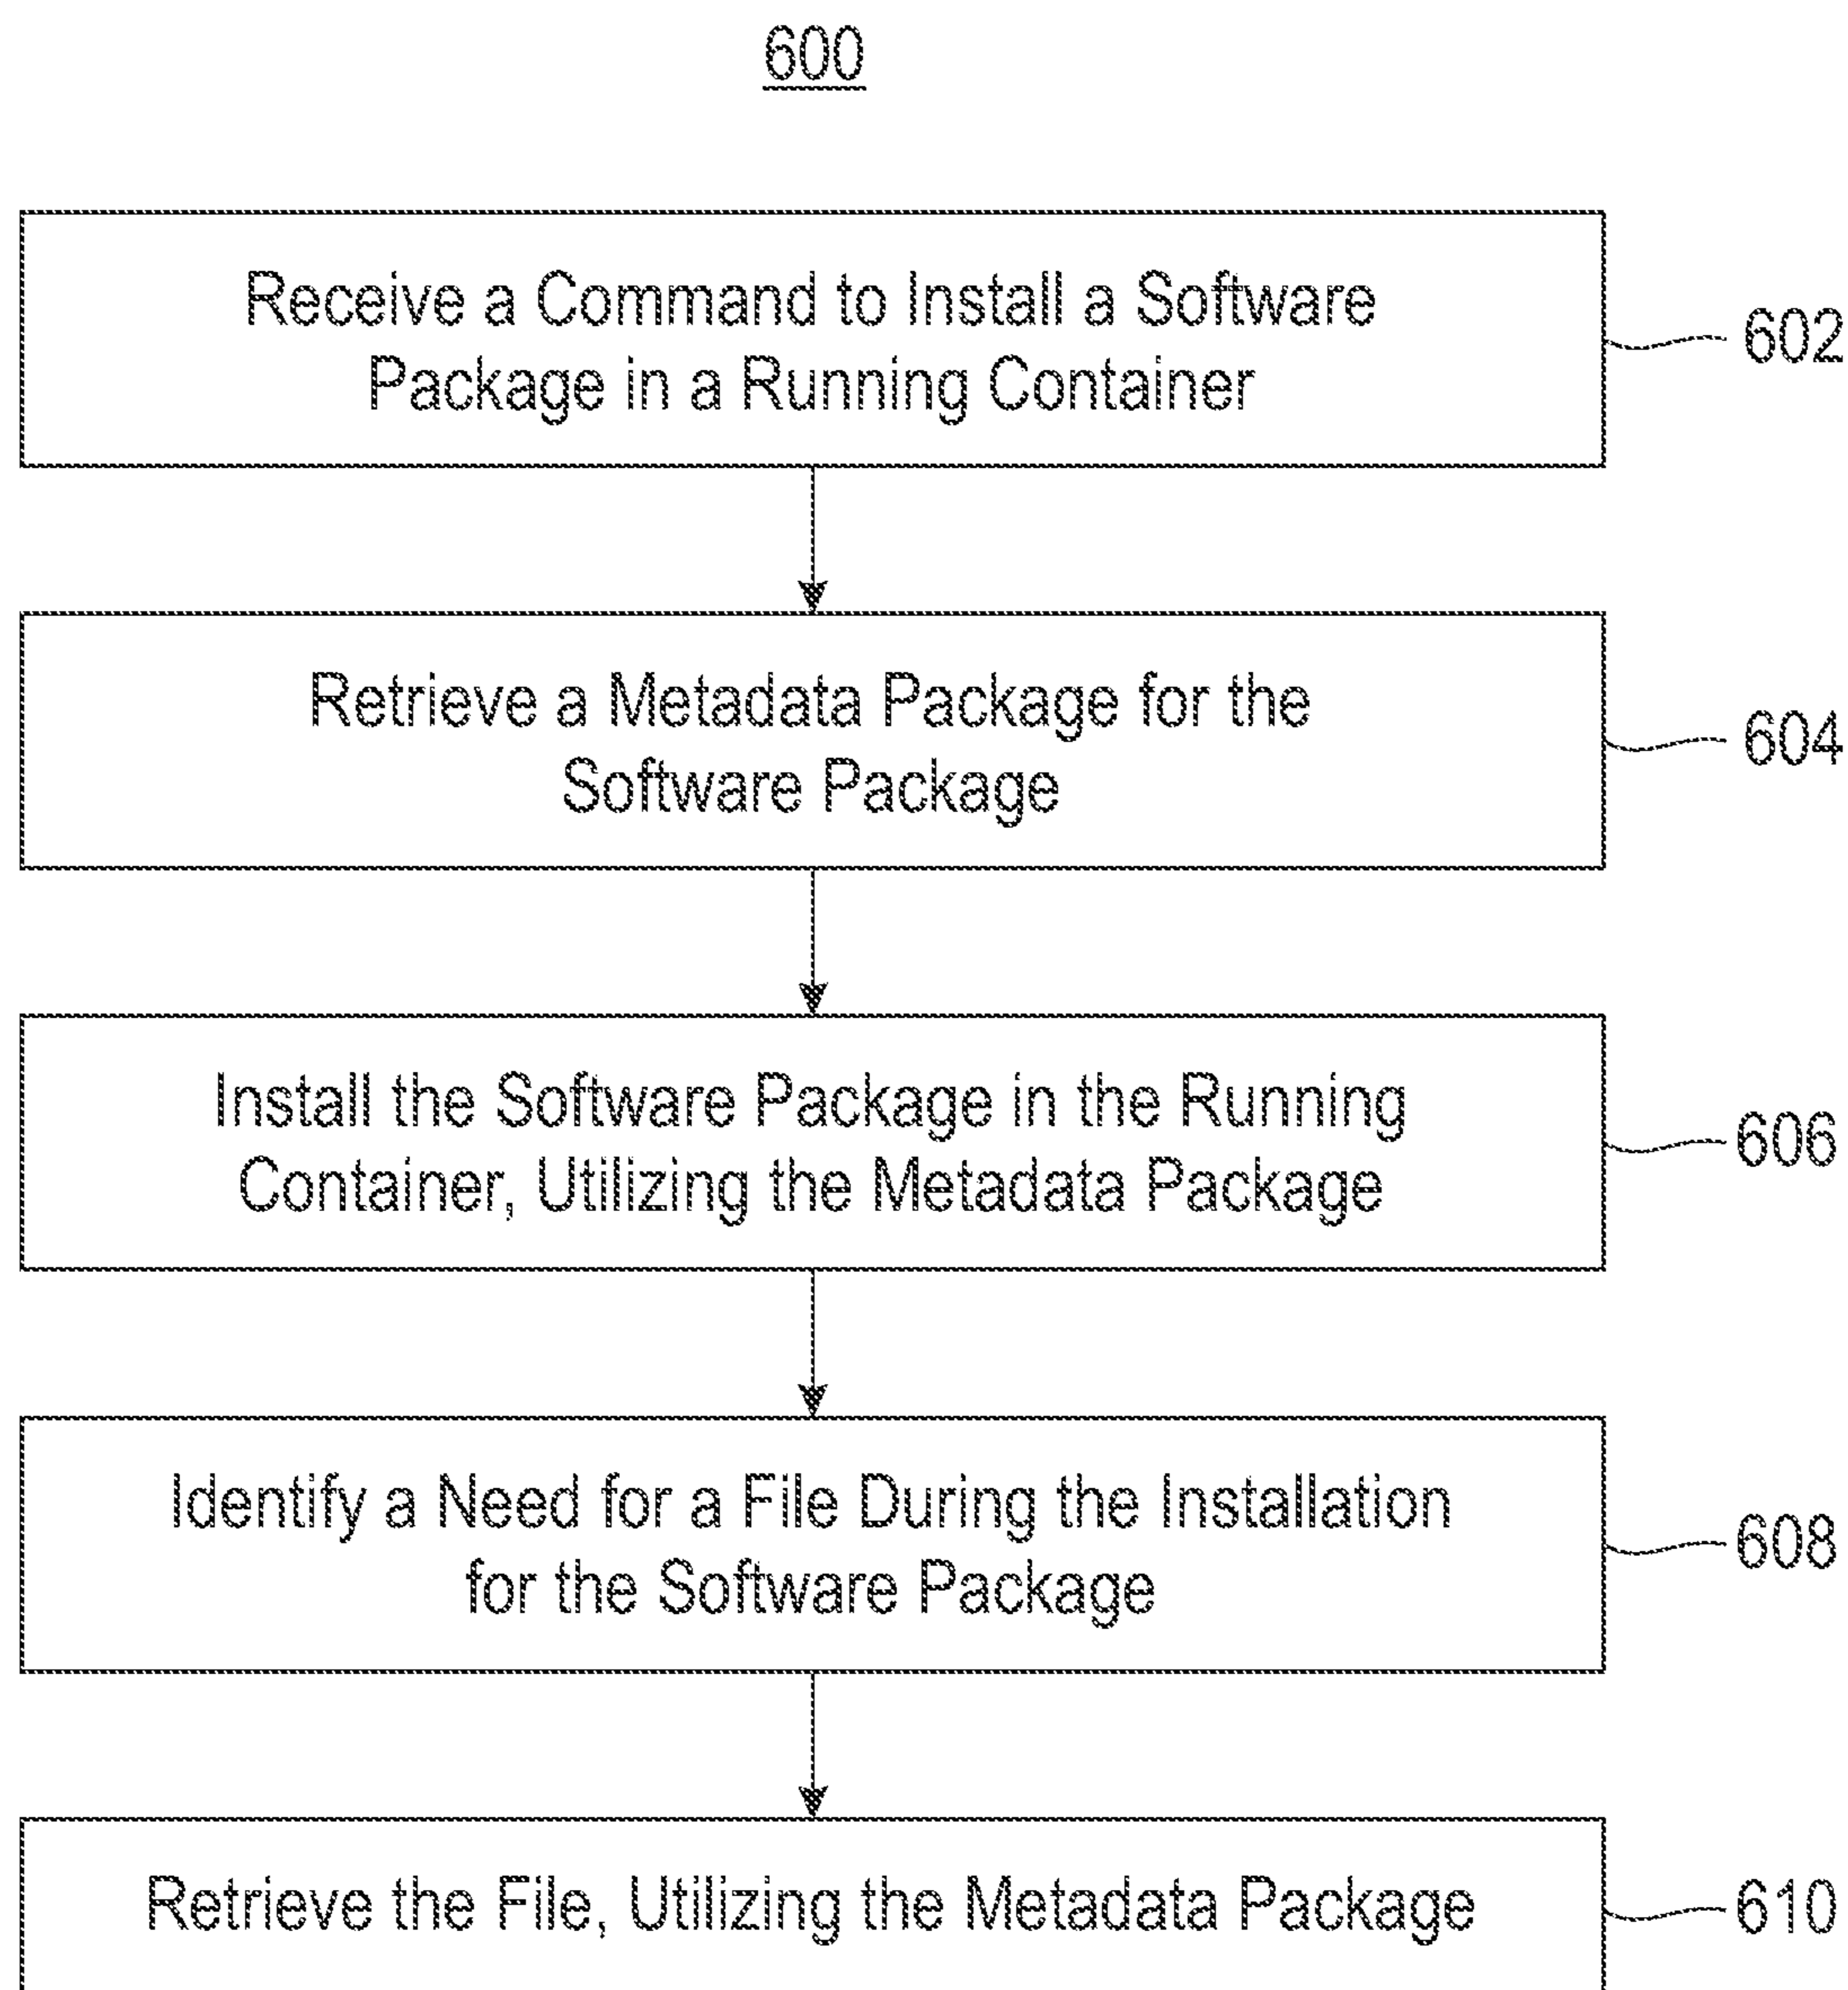 600
Receive a Command to Install a Software
Package in a Running Container
602
Retrieve a Metadata Package for the
Software Package
604
Install the Software Package in the Running
Container, Utilizing the Metadata Package
606
Identify a Need for a File During the Installation
for the Software Package
608
Retrieve the File, Utilizing the Metadata Package
610